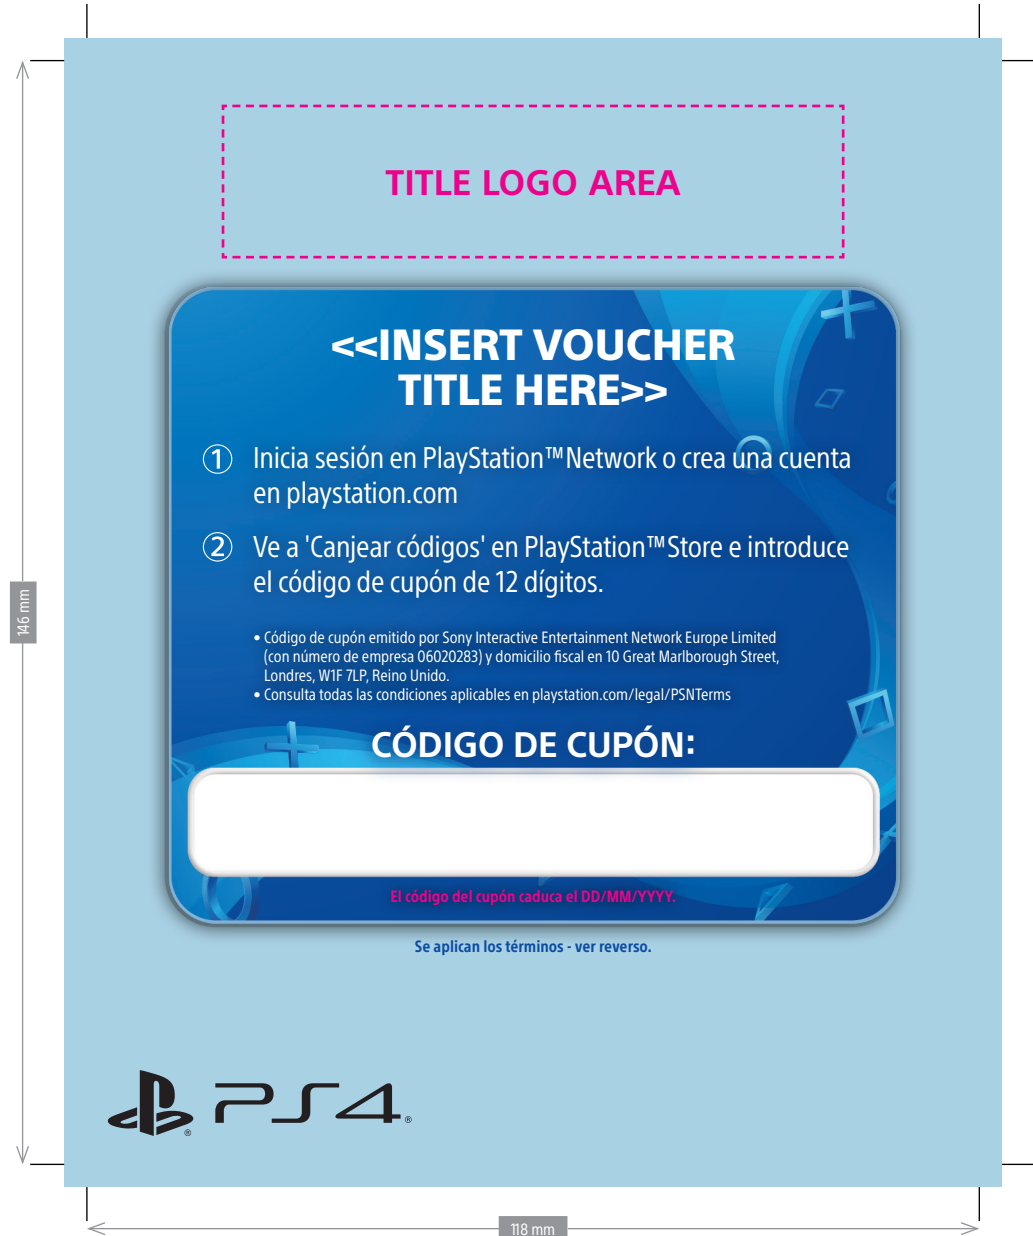 TITLE LOGO AREA
<<INSERT VOUCHER
TITLE HERE>>
1 Inicia sesión en PlayStation™Network o crea una cuenta
en playstation.com
2 Ve a 'Canjear códigos' en PlayStation™Store e introduce
el código de cupón de 12 dígitos.
• Código de cupón emitido por Sony Interactive Entertainment Network Europe Limited
(con número de empresa 06020283) y domicilio fiscal en 10 Great Marlborough Street,
Londres, W1F 7LP, Reino Unido.
• Consulta todas las condiciones aplicables en playstation.com/legal/PSNTerms
CÓDIGO DE CUPÓN:
El código del cupón caduca el DD/MM/YYYY.
Se aplican los términos - ver reverso.
146 mm
® PS4®
118 mm